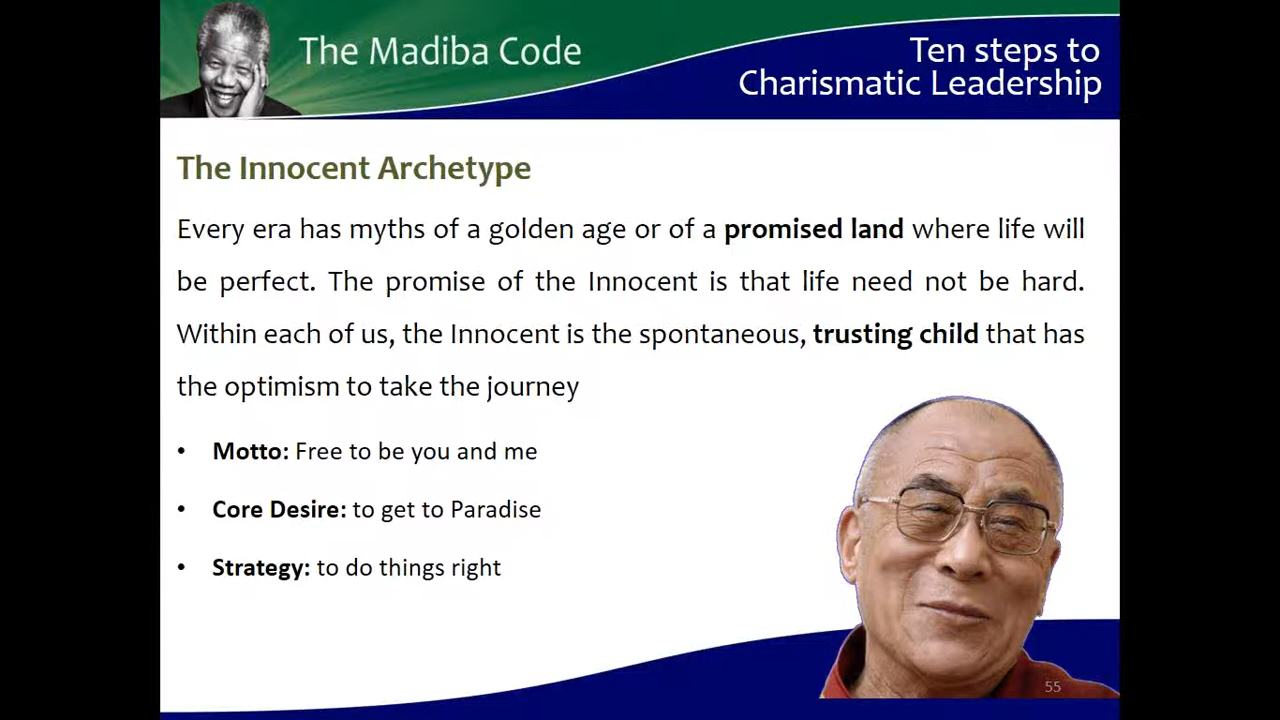 The Madiba Code
Ten steps to
Charismatic Leadership
The Innocent Archetype
Every era has myths of a golden age or of a promised land where life will
be perfect. The promise of the Innocent is that life need not be hard.
Within each of us, the Innocent is the spontaneous, trusting child that has
the optimism to take the journey
• Motto: Free to be you and me
• Core Desire: to get to Paradise
• Strategy: to do things right
55